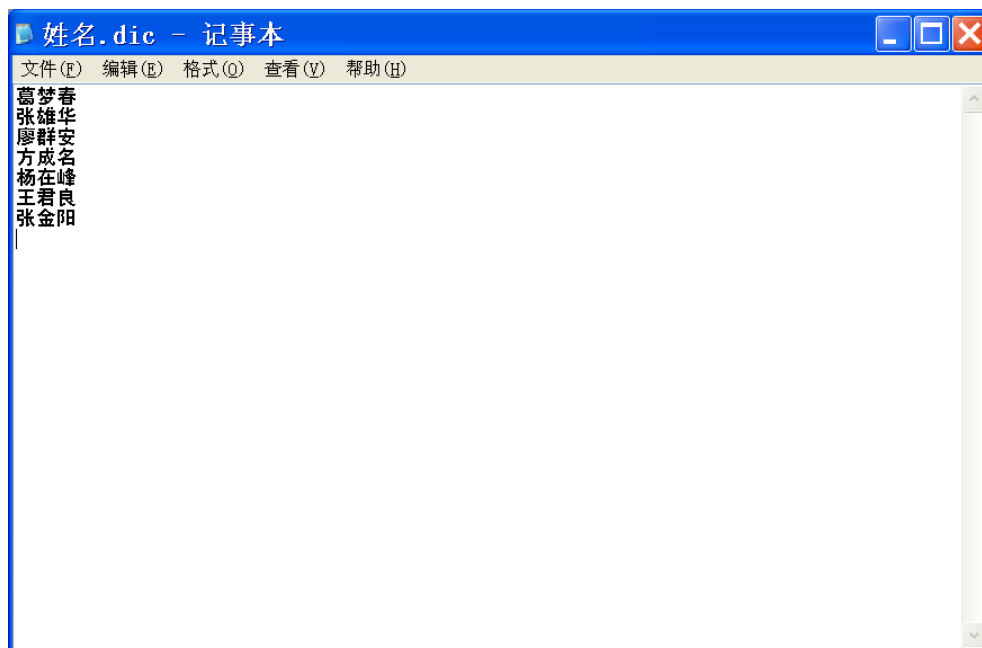 姓名.dic - 记事本
文件(F) 编辑(E) 格式(O) 查看(V) 帮助(H)
葛梦春
张雄华
廖群安
方成名
杨在峰
王君良
张金阳